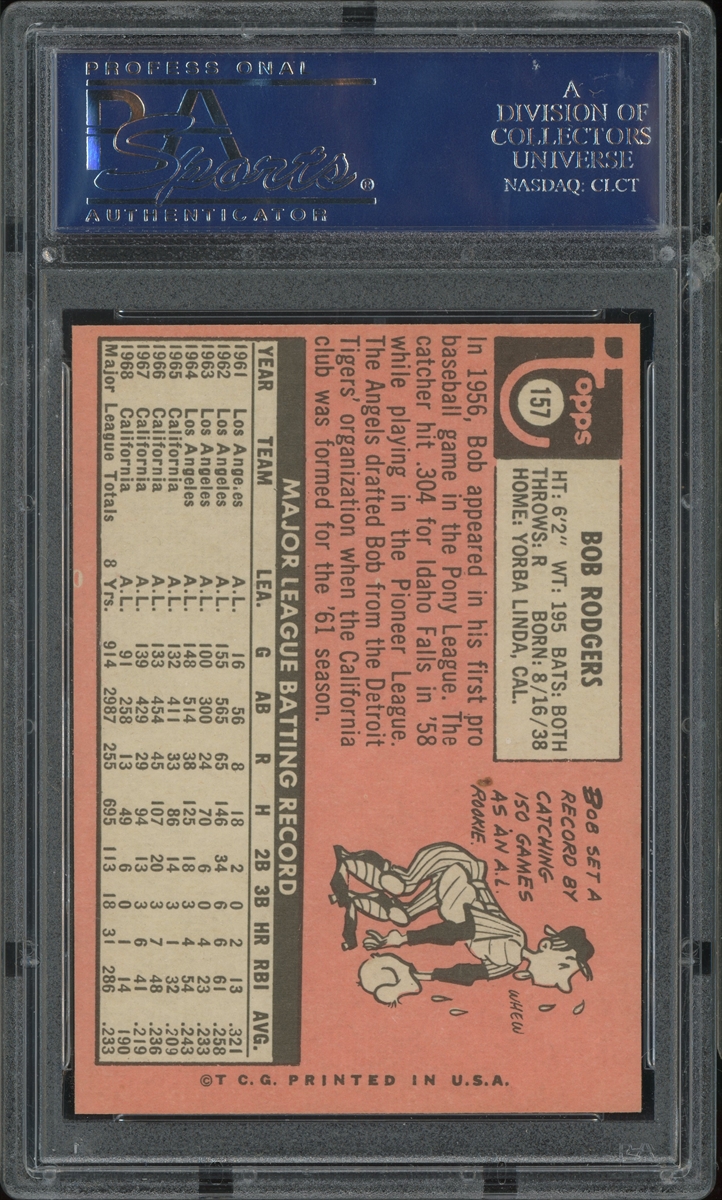 PROFESSIONAL
PSA
Sports®
AUTHENTICATOR
A
DIVISION OF
COLLECTORS
UNIVERSE
NASDAQ: CLCT
Topps
157
BOB RODGERS
HT: 6'2" WT: 195 BATS: BOTH
THROWS: R BORN: 8/16/38
HOME: YORBA LINDA, CAL.
In 1956, Bob appeared in his first pro
baseball game in the Pony League. The
catcher hit .304 for Idaho Falls in '58
while playing in the Pioneer League.
The Angels drafted Bob from the Detroit
Tigers' organization when the California
club was formed for the '61 season.
BOB SET A
RECORD BY
CATCHING
150 GAMES
AS AN A.L.
ROOKIE.
WHEW
MAJOR LEAGUE BATTING RECORD
YEAR TEAM LEA. G AB R H 2B 3B HR RBI AVG.
1961 Los Angeles A.L. 16 56 8 18 2 0 2 13 .321
1962 Los Angeles A.L. 155 565 65 146 34 6 6 61 .258
1963 Los Angeles A.L. 100 300 24 70 6 0 4 23 .233
1964 Los Angeles A.L. 148 514 38 125 18 3 4 54 .243
1965 California A.L. 132 411 33 86 14 3 1 32 .209
1966 California A.L. 133 454 45 107 20 3 7 48 .236
1967 California A.L. 139 429 29 94 13 3 6 41 .219
1968 California A.L. 91 258 13 49 6 0 1 14 .190
Major League Totals 8 Yrs. 914 2987 255 695 113 18 31 286 .233
©T.C.G. PRINTED IN U.S.A.